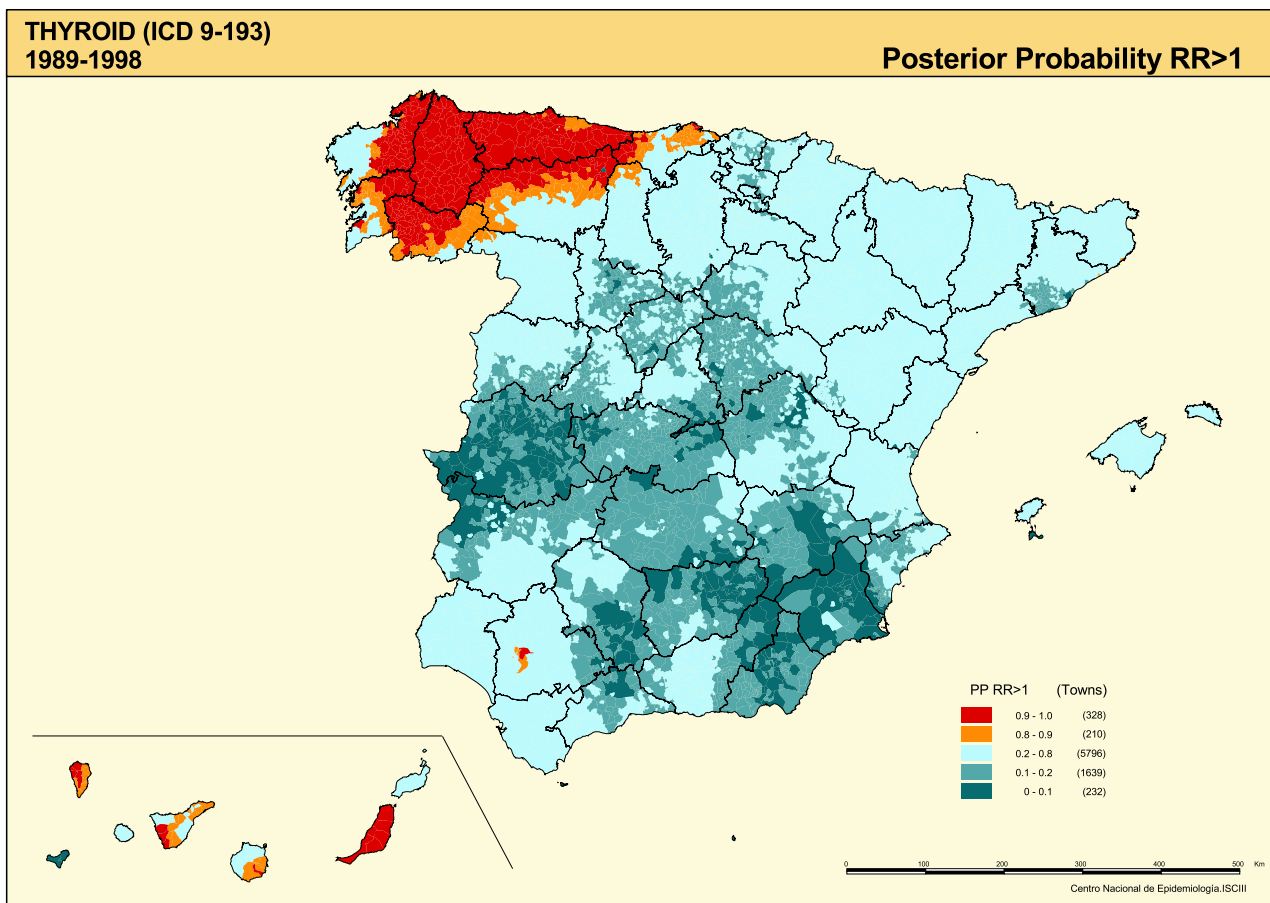 THYROID (ICD 9-193)
1989-1998
Posterior Probability RR>1
PP RR>1 (Towns)
0.9 - 1.0 (328)
0.8 - 0.9 (210)
0.2 - 0.8 (5796)
0.1 - 0.2 (1639)
0 - 0.1 (232)
0 100 200 300 400 500 Km
Centro Nacional de Epidemiología.ISCIII